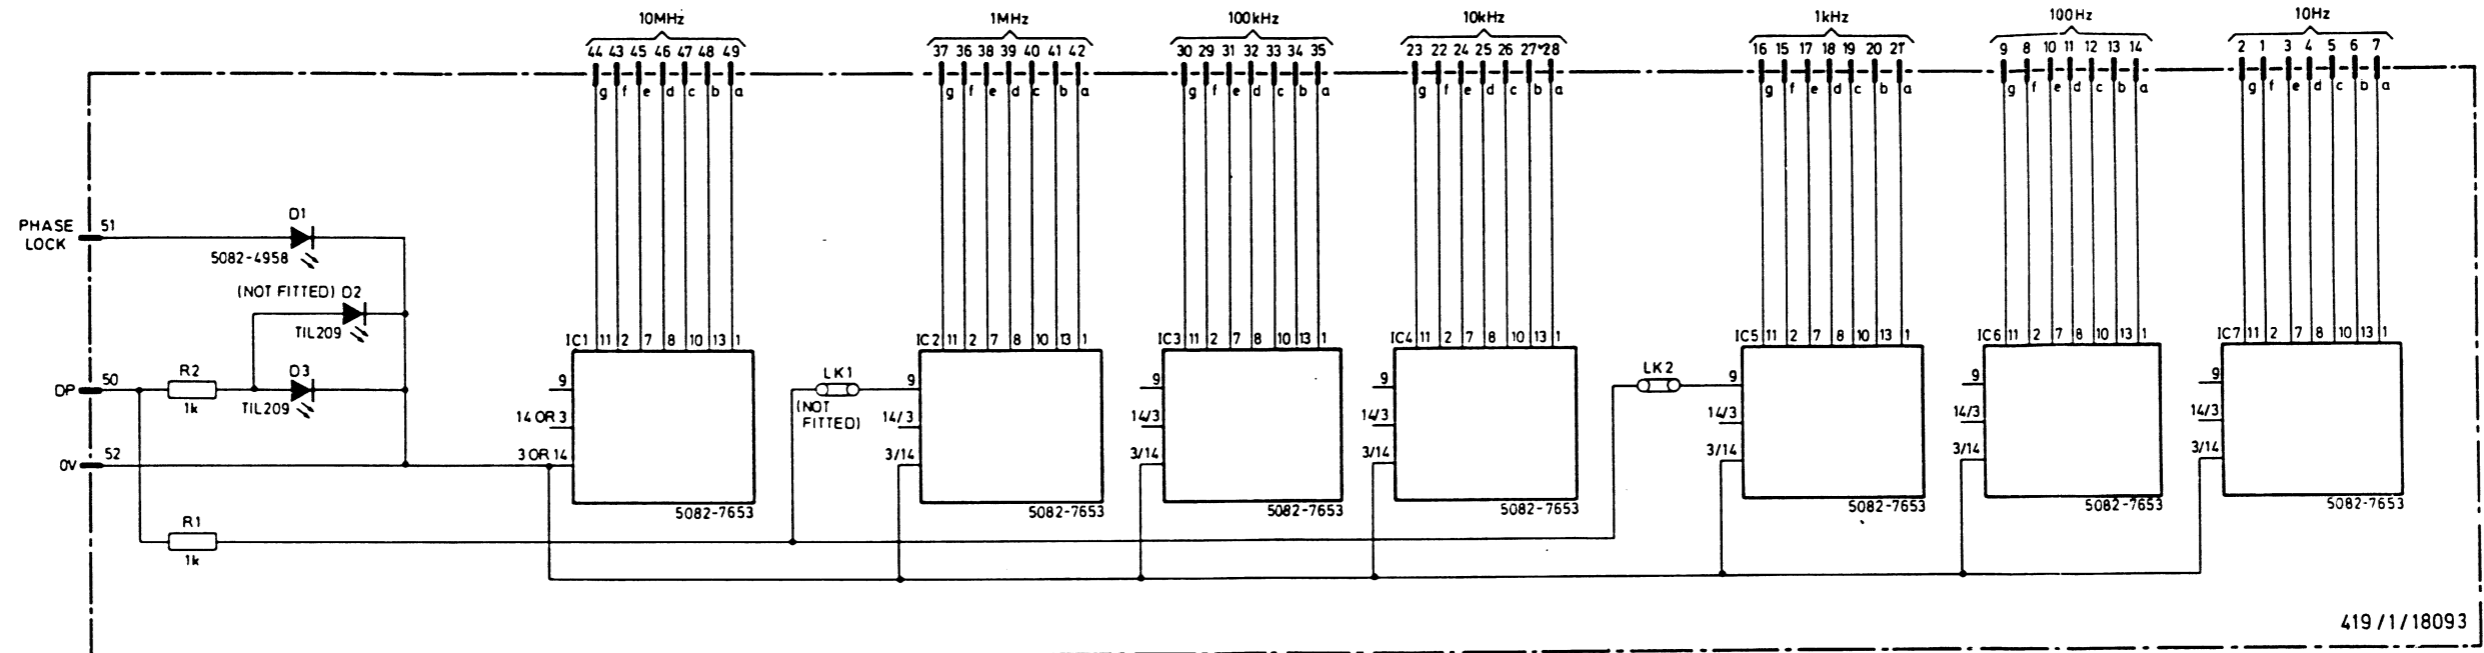 10MHz 1MHz 100kHz 10kHz 1kHz 100Hz 10Hz
44 43 45 46 47 48 49 37 36 38 39 40 41 42 30 29 31 32 33 34 35 23 22 24 25 26 27 28 16 15 17 18 19 20 21 9 8 10 11 12 13 14 2 1 3 4 5 6 7
g f e d c b a g f e d c b a g f e d c b a g f e d c b a g f e d c b a g f e d c b a g f e d c b a
PHASE
LOCK
51
D1
5082-4958
(NOT FITTED) D2
TIL209
DP
50
R2
1k
D3
TIL209
0V
52
R1
1k
IC1 11 2 7 8 10 13 1
9
14 OR 3
3 OR 14
5082-7653
LK1
(NOT
FITTED)
IC2 11 2 7 8 10 13 1
9
14/3
3/14
5082-7653
IC3 11 2 7 8 10 13 1
9
14/3
3/14
5082-7653
IC4 11 2 7 8 10 13 1
9
14/3
3/14
5082-7653
LK2
IC5 11 2 7 8 10 13 1
9
14/3
3/14
5082-7653
IC6 11 2 7 8 10 13 1
9
14/3
3/14
5082-7653
IC7 11 2 7 8 10 13 1
9
14/3
3/14
5082-7653
419/1/18093